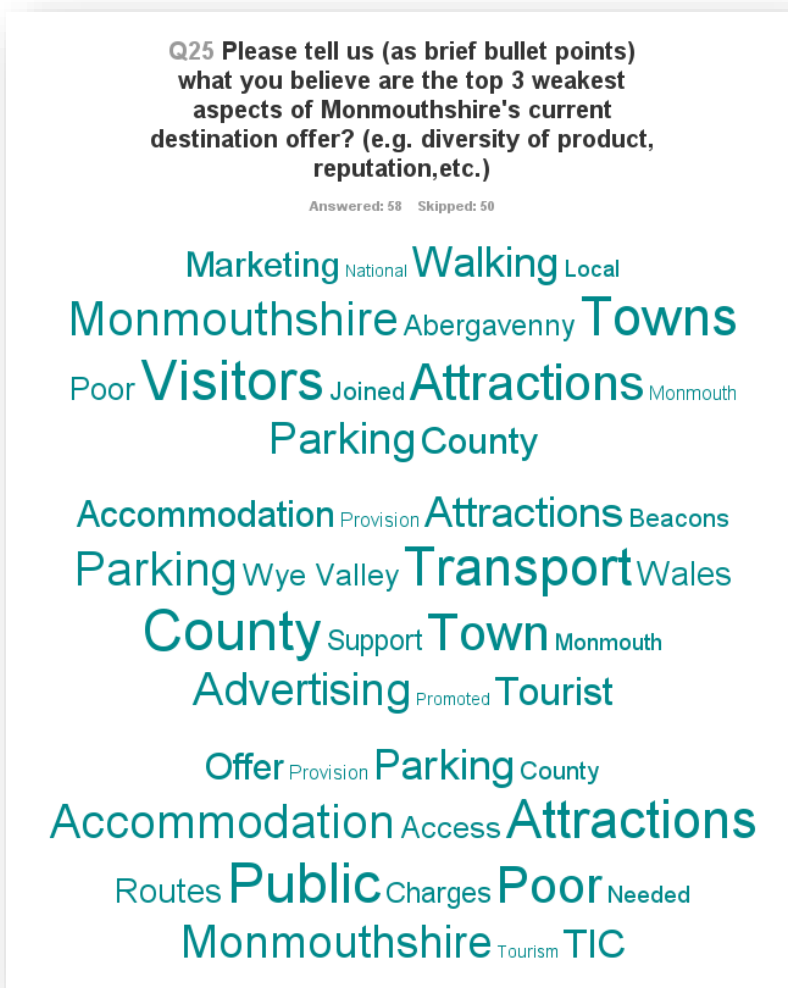 Q25 Please tell us (as brief bullet points)
what you believe are the top 3 weakest
aspects of Monmouthshire's current
destination offer? (e.g. diversity of product,
reputation,etc.)
Answered: 58 Skipped: 50
Marketing National Walking Local
Monmouthshire Abergavenny Towns
Poor Visitors Joined Attractions Monmouth
Parking County
Accommodation Provision Attractions Beacons
Parking Wye Valley Transport Wales
County Support Town Monmouth
Advertising Promoted Tourist
Offer Provision Parking County
Accommodation Access Attractions
Routes Public Charges Poor Needed
Monmouthshire Tourism TIC